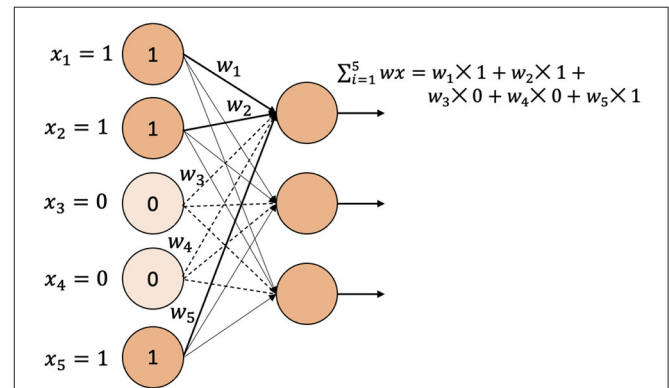 x₁ = 1
1
w₁
∑⁵ᵢ₌₁ wx = w₁ × 1 + w₂ × 1 +
w₃ × 0 + w₄ × 0 + w₅ × 1
x₂ = 1
1
w₂
x₃ = 0
0
w₃
x₄ = 0
0
w₄
x₅ = 1
1
w₅